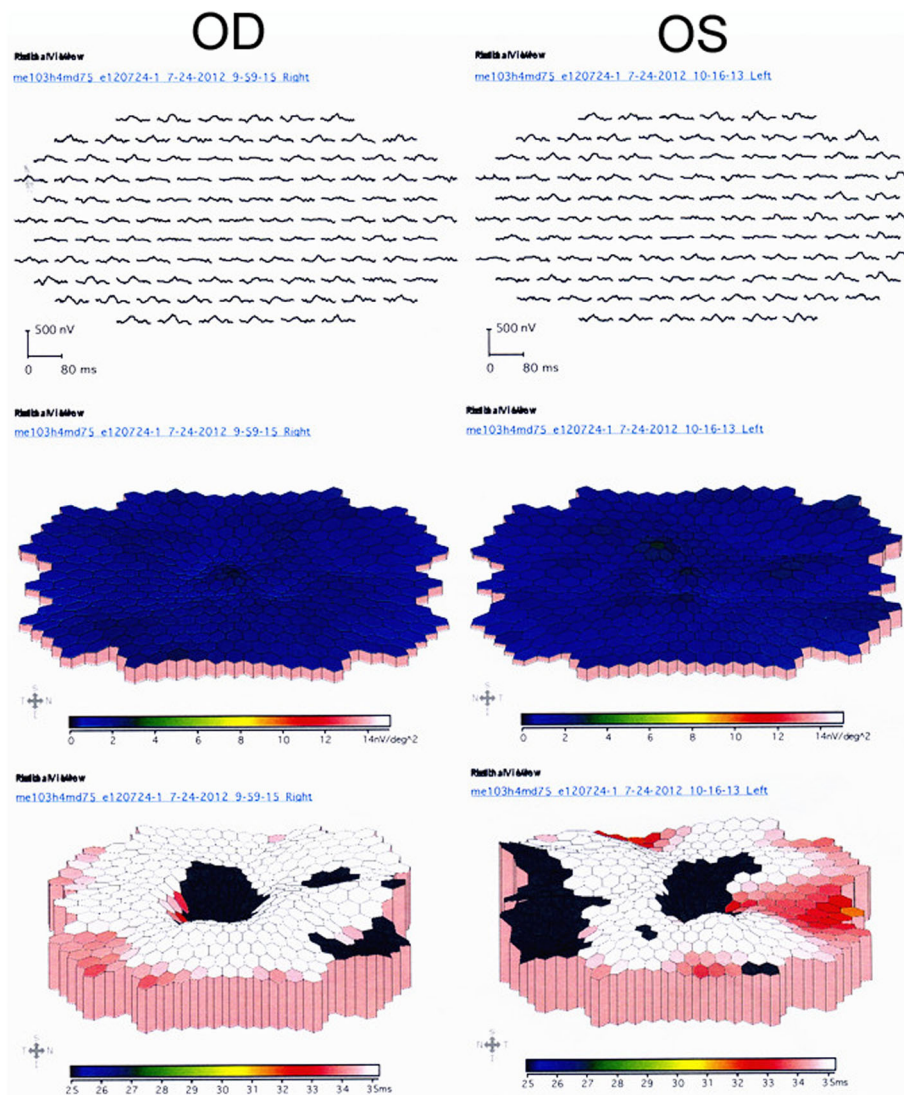 OD
OS
me103h4md75 e120724-1 7-24-2012 9-59-15 Right
me103h4md75 e120724-1 7-24-2012 10-16-13 Left
500 nV
0 80 ms
500 nV
0 80 ms
me103h4md75 e120724-1 7-24-2012 9-59-15 Right
me103h4md75 e120724-1 7-24-2012 10-16-13 Left
S
T N
I
S
N T
I
0 2 4 6 8 10 12 14nV/deg^2
0 2 4 6 8 10 12 14nV/deg^2
me103h4md75 e120724-1 7-24-2012 9-59-15 Right
me103h4md75 e120724-1 7-24-2012 10-16-13 Left
S
T N
I
S
N T
I
25 26 27 28 29 30 31 32 33 34 35ms
25 26 27 28 29 30 31 32 33 34 35ms